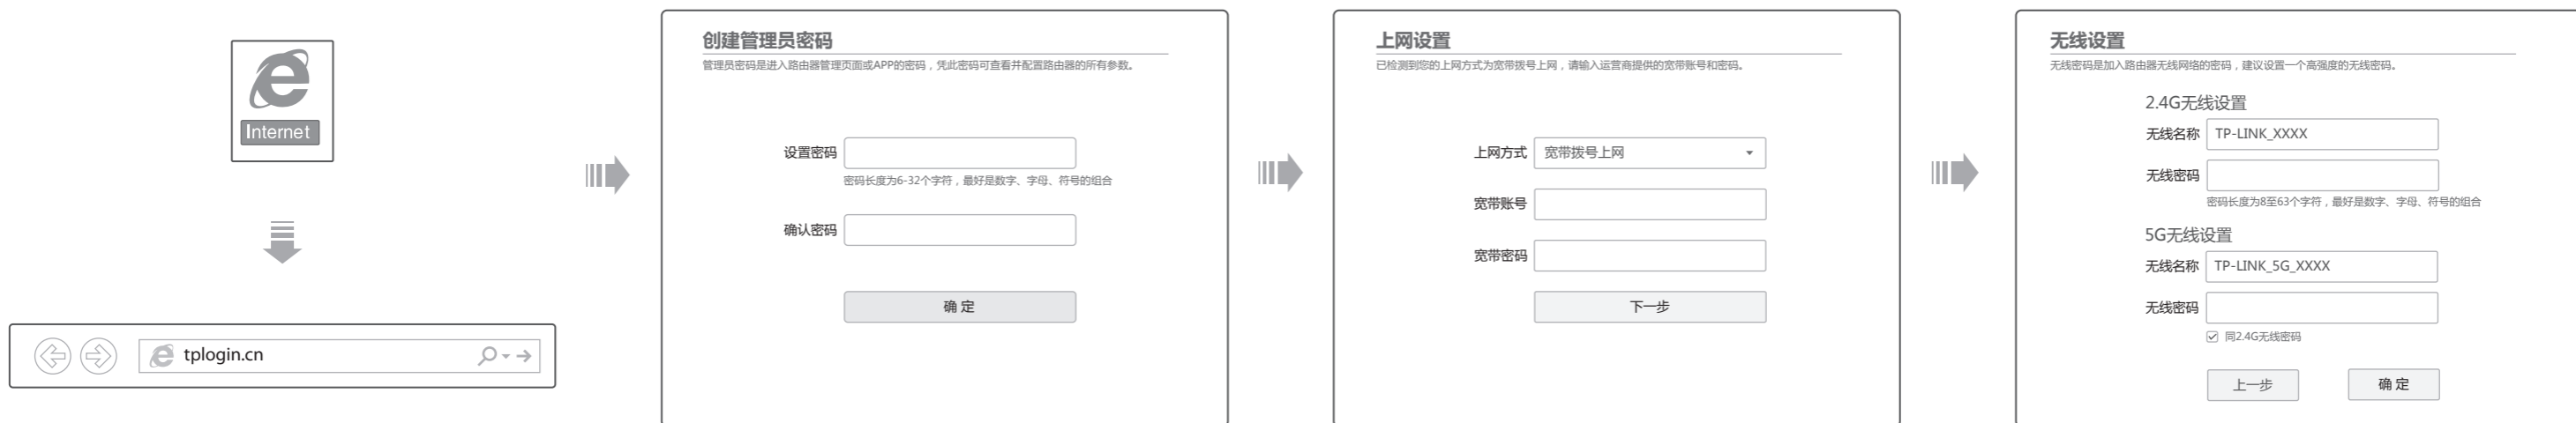 Internet
tplogin.cn
创建管理员密码
管理员密码是进入路由器管理页面或APP的密码，凭此密码可查看并配置路由器的所有参数。
设置密码
密码长度为6-32个字符，最好是数字、字母、符号的组合
确认密码
确 定
上网设置
已检测到您的上网方式为宽带拨号上网，请输入运营商提供的宽带账号和密码。
上网方式 宽带拨号上网
宽带账号
宽带密码
下一步
无线设置
无线密码是加入路由器无线网络的密码，建议设置一个高强度的无线密码。
2.4G无线设置
无线名称 TP-LINK_XXXX
无线密码
密码长度为8至63个字符，最好是数字、字母、符号的组合
5G无线设置
无线名称 TP-LINK_5G_XXXX
无线密码
同2.4G无线密码
上一步 确 定